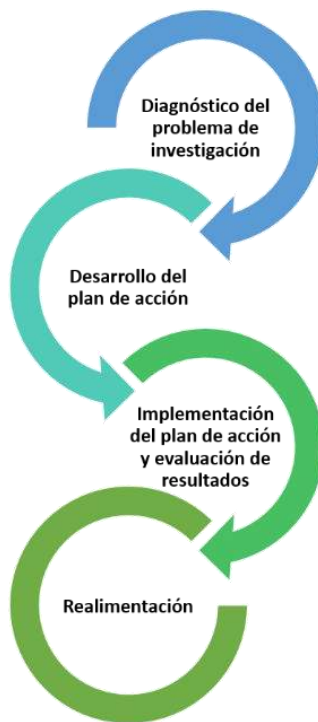 Diagnóstico del
problema de
investigación
Desarrollo del
plan de acción
Implementación
del plan de acción
y evaluación de
resultados
Realimentación